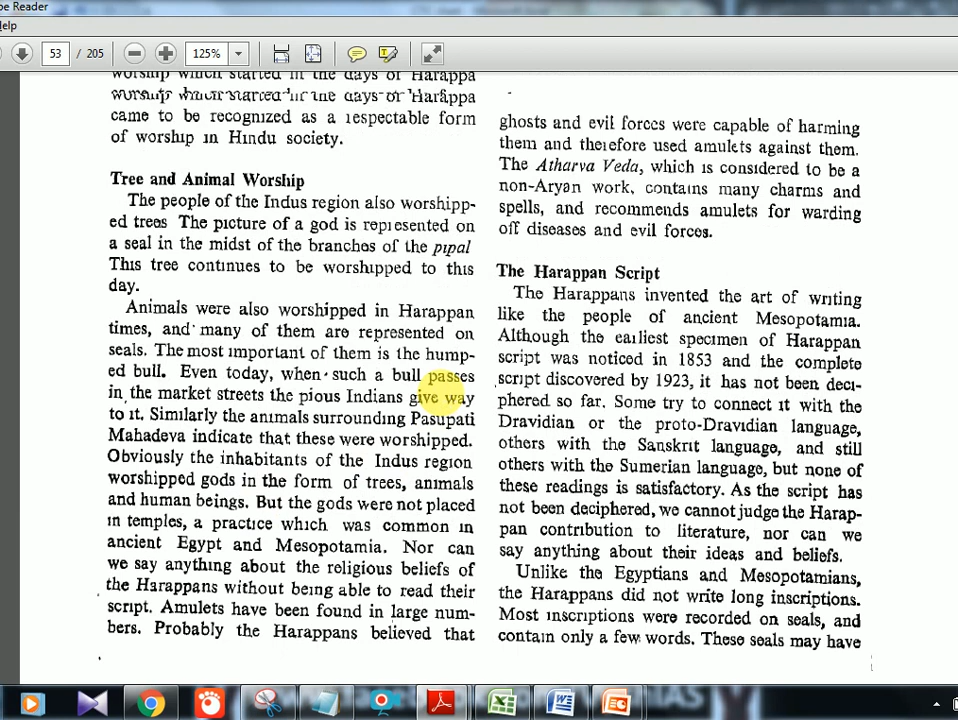 be Reader
Help
53 / 205
125%
worship which started in the days of Harappa
worship which started in the days of Harappa
came to be recognized as a respectable form
of worship in Hindu society.
Tree and Animal Worship
The people of the Indus region also worshipp-
ed trees The picture of a god is represented on
a seal in the midst of the branches of the pipal
This tree continues to be worshipped to this
day.
Animals were also worshipped in Harappan
times, and many of them are represented on
seals. The most important of them is the hump-
ed bull. Even today, when such a bull passes
in the market streets the pious Indians give way
to it. Similarly the animals surrounding Pasupati
Mahadeva indicate that these were worshipped.
Obviously the inhabitants of the Indus region
worshipped gods in the form of trees, animals
and human beings. But the gods were not placed
in temples, a practice which was common in
ancient Egypt and Mesopotamia. Nor can
we say anything about the religious beliefs of
the Harappans without being able to read their
script. Amulets have been found in large num-
bers. Probably the Harappans believed that
ghosts and evil forces were capable of harming
them and therefore used amulets against them.
The Atharva Veda, which is considered to be a
non-Aryan work, contains many charms and
spells, and recommends amulets for warding
off diseases and evil forces.
The Harappan Script
The Harappans invented the art of writing
like the people of ancient Mesopotamia.
Although the earliest specimen of Harappan
script was noticed in 1853 and the complete
script discovered by 1923, it has not been deci-
phered so far. Some try to connect it with the
Dravidian or the proto-Dravidian language,
others with the Sanskrit language, and still
others with the Sumerian language, but none of
these readings is satisfactory. As the script has
not been deciphered, we cannot judge the Harap-
pan contribution to literature, nor can we
say anything about their ideas and beliefs.
Unlike the Egyptians and Mesopotamians,
the Harappans did not write long inscriptions.
Most inscriptions were recorded on seals, and
contain only a few words. These seals may have